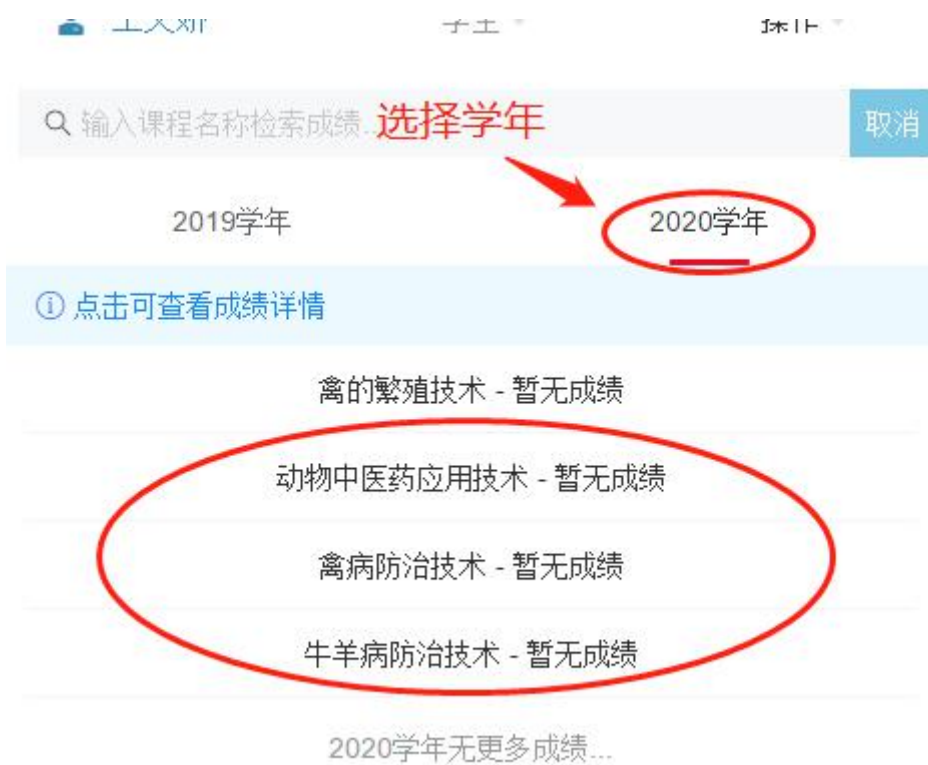 输入课程名称检索成绩... 选择学年 取消
2019学年 2020学年
点击可查看成绩详情
禽的繁殖技术 - 暂无成绩
动物中医药应用技术 - 暂无成绩
禽病防治技术 - 暂无成绩
牛羊病防治技术 - 暂无成绩
2020学年无更多成绩...